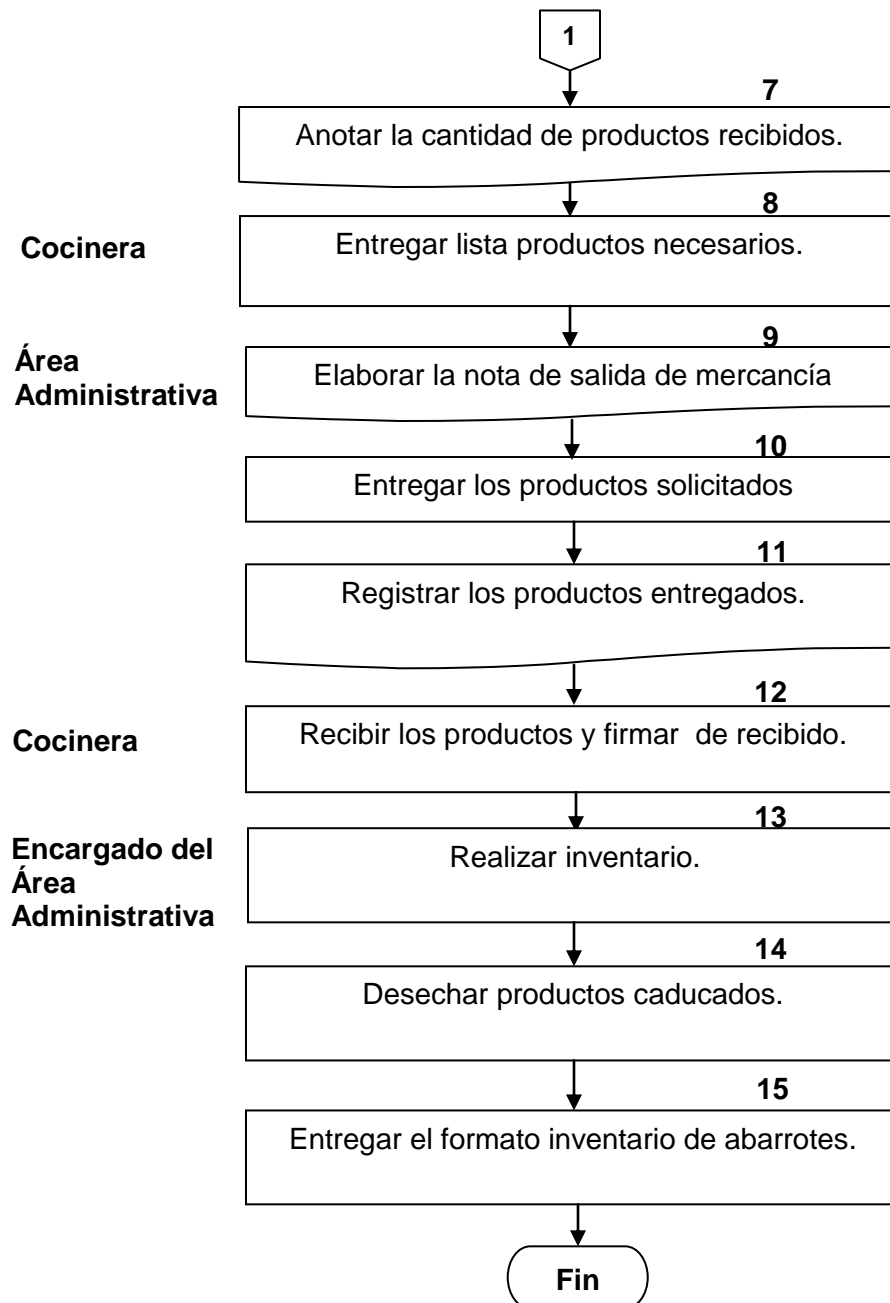 1
7
Anotar la cantidad de productos recibidos.
8
Cocinera
Entregar lista productos necesarios.
9
Área
Administrativa
Elaborar la nota de salida de mercancía
10
Entregar los productos solicitados
11
Registrar los productos entregados.
12
Cocinera
Recibir los productos y firmar de recibido.
13
Encargado del
Área
Administrativa
Realizar inventario.
14
Desechar productos caducados.
15
Entregar el formato inventario de abarrotes.
Fin